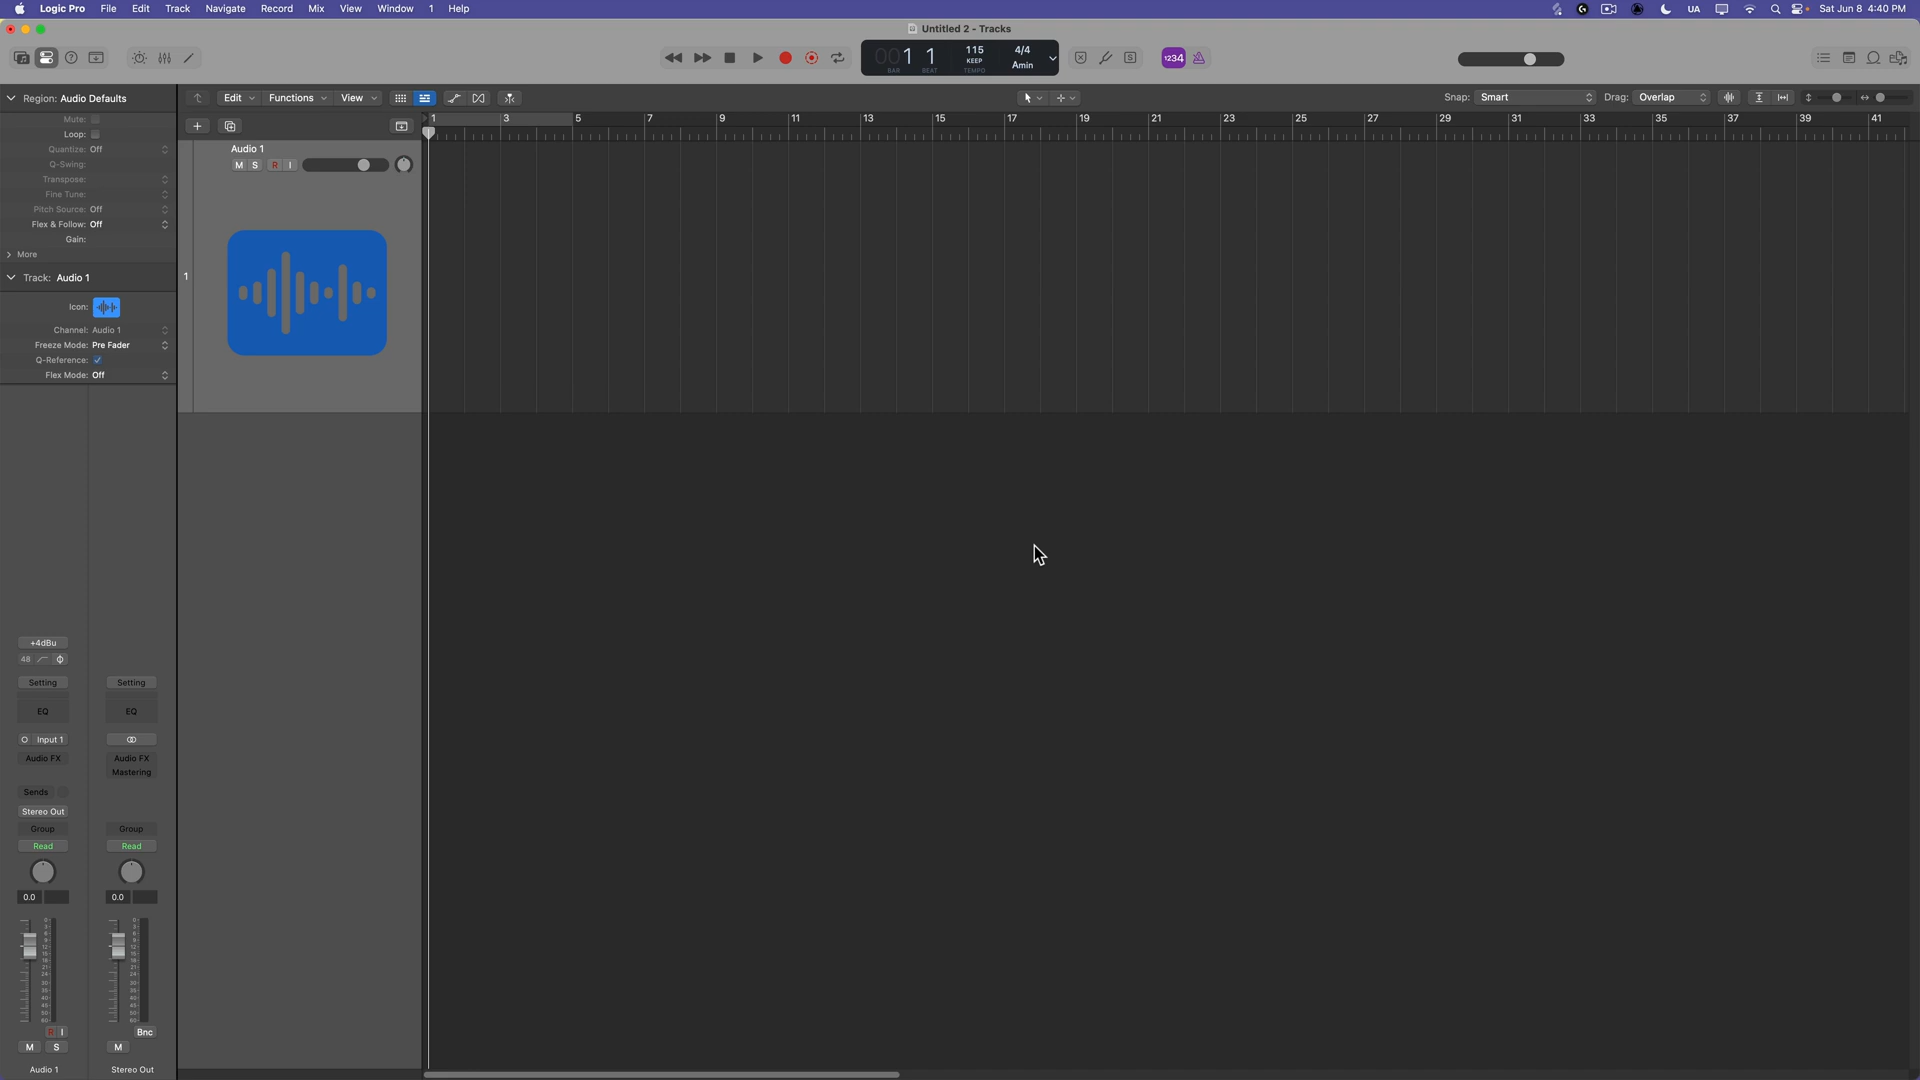 Logic Pro File Edit Track Navigate Record Mix View Window 1 Help UA Sat Jun 8 4:40 PM
Untitled 2 - Tracks
001 1 115 4/4
KEEP Amin
BAR BEAT TEMPO
1234
Region: Audio Defaults
Edit Functions View
Snap: Smart Drag: Overlap
Mute:
Loop:
Quantize: Off
Q-Swing:
Transpose:
Fine Tune:
Pitch Source: Off
Flex & Follow: Off
Gain:
More
Track: Audio 1
Icon:
Channel: Audio 1
Freeze Mode: Pre Fader
Q-Reference:
Flex Mode: Off
1 3 5 7 9 11 13 15 17 19 21 23 25 27 29 31 33 35 37 39 41
Audio 1
M S R I
1
+4dBu
48
Setting Setting
EQ EQ
Input 1
Audio FX Audio FX
Mastering
Sends
Stereo Out
Group Group
Read Read
0.0 0.0
R I Bnc
M S M
Audio 1 Stereo Out